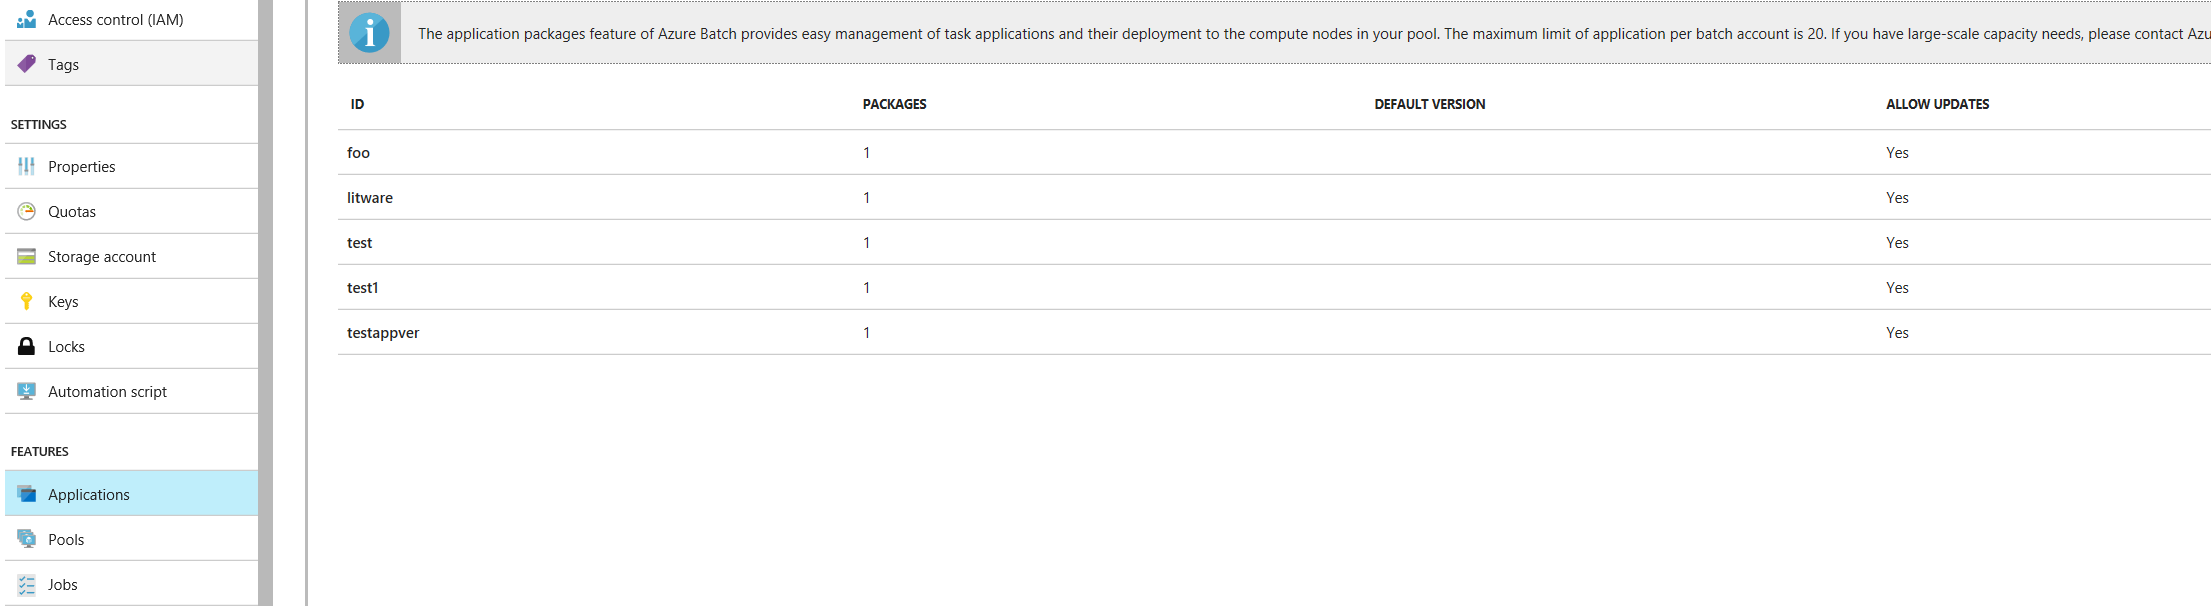 Access control (IAM)
Tags
SETTINGS
Properties
Quotas
Storage account
Keys
Locks
Automation script
FEATURES
Applications
Pools
Jobs
The application packages feature of Azure Batch provides easy management of task applications and their deployment to the compute nodes in your pool. The maximum limit of application per batch account is 20. If you have large-scale capacity needs, please contact Azu
ID PACKAGES DEFAULT VERSION ALLOW UPDATES
foo 1 Yes
litware 1 Yes
test 1 Yes
test1 1 Yes
testappver 1 Yes